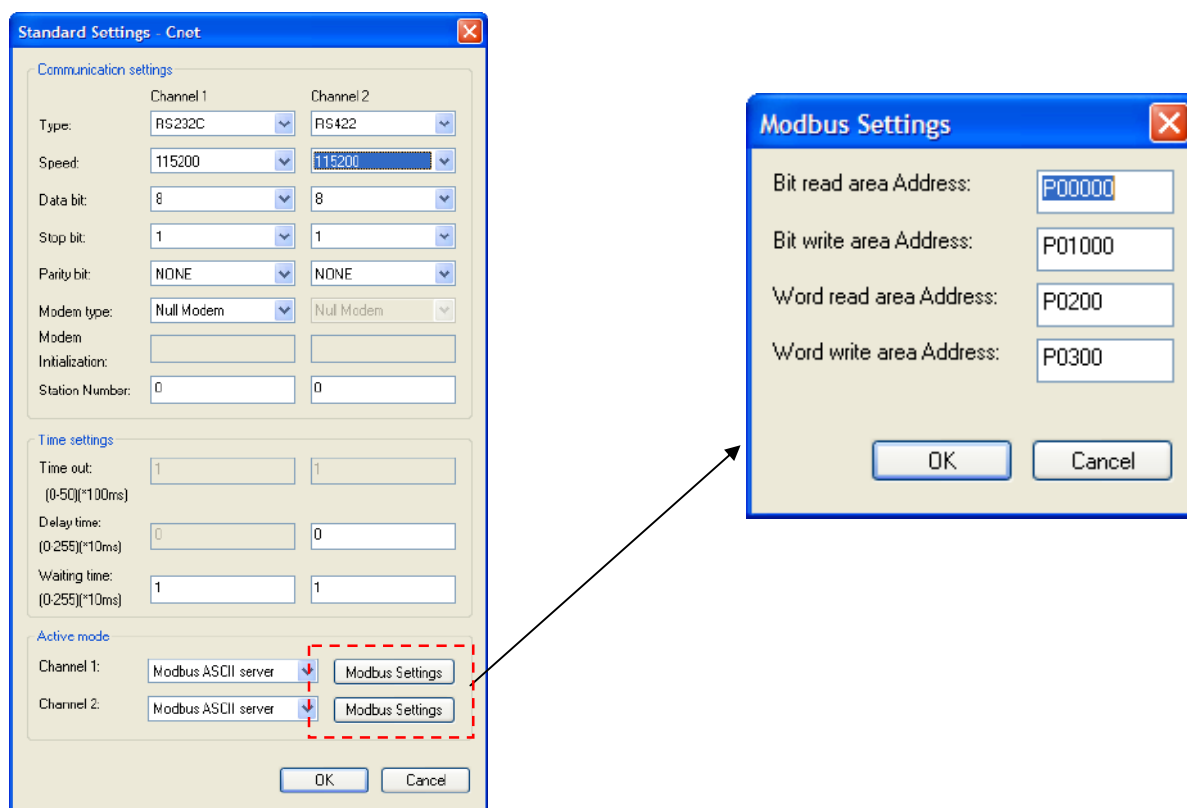 Standard Settings - Cnet
Communication settings
Channel 1 Channel 2
Type: RS232C RS422
Speed: 115200 115200
Data bit: 8 8
Stop bit: 1 1
Parity bit: NONE NONE
Modem type: Null Modem Null Modem
Modem
Initialization:
Station Number: 0 0
Time settings
Time out: 1 1
(0-50)(*100ms)
Delay time: 0 0
(0-255)(*10ms)
Waiting time: 1 1
(0-255)(*10ms)
Active mode
Channel 1: Modbus ASCII server Modbus Settings
Channel 2: Modbus ASCII server Modbus Settings
OK Cancel
Modbus Settings
Bit read area Address: P00000
Bit write area Address: P01000
Word read area Address: P0200
Word write area Address: P0300
OK Cancel